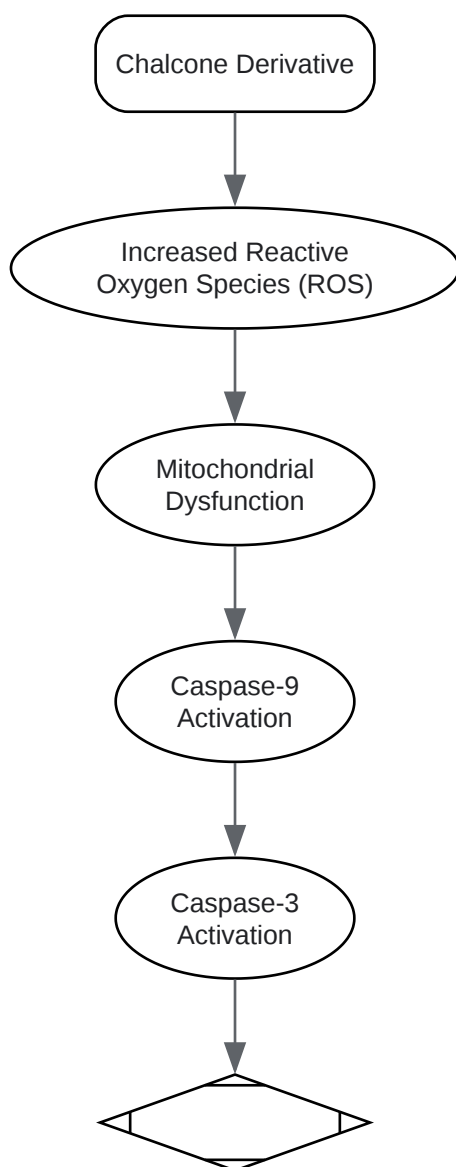 Chalcone Derivative
Increased Reactive
Oxygen Species (ROS)
Mitochondrial
Dysfunction
Caspase-9
Activation
Caspase-3
Activation